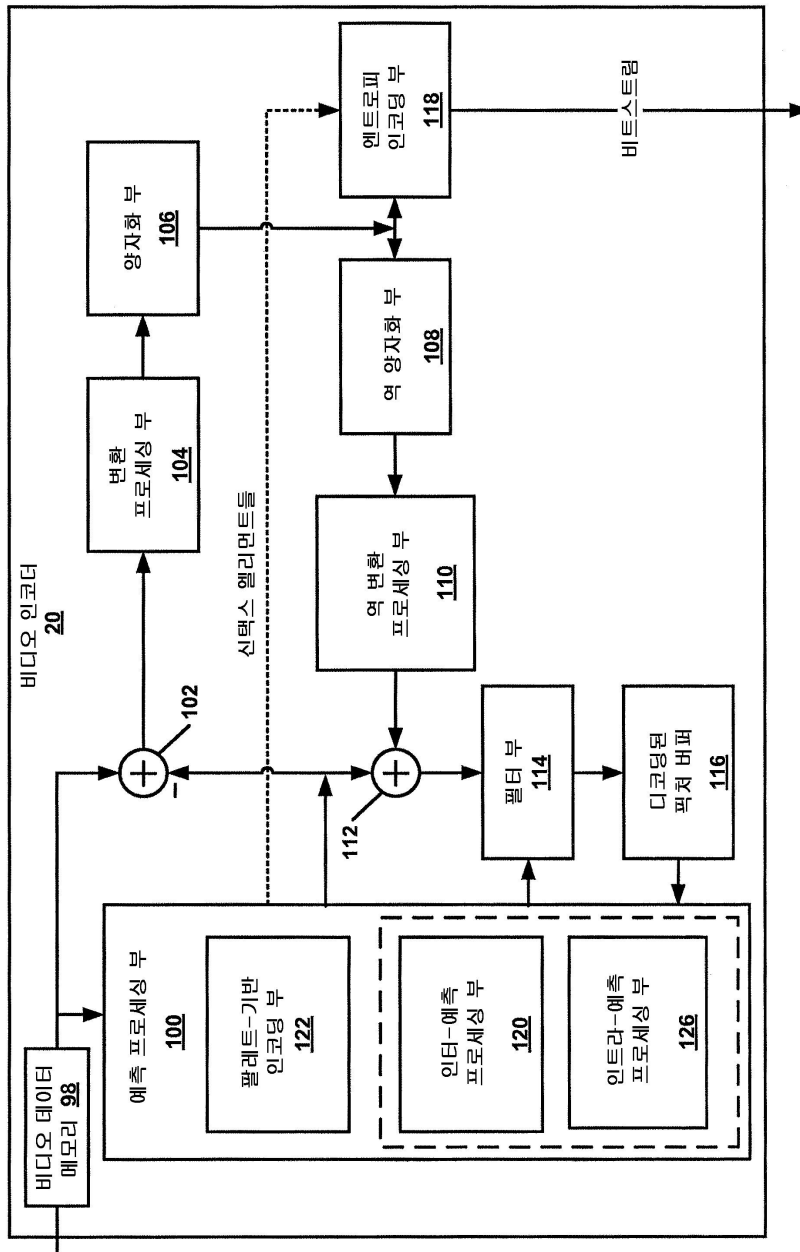 비디오 인코더
20
비디오 데이터
메모리 98
예측 프로세싱 부
100
팔레트-기반
인코딩 부
122
인터-예측
프로세싱 부
120
인트라-예측
프로세싱 부
126
102
–
변환
프로세싱 부
104
양자화 부
106
신택스 엘리먼트들
엔트로피
인코딩 부
118
비트스트림
역 양자화 부
108
역 변환
프로세싱 부
110
112
필터 부
114
디코딩된
픽처 버퍼
116